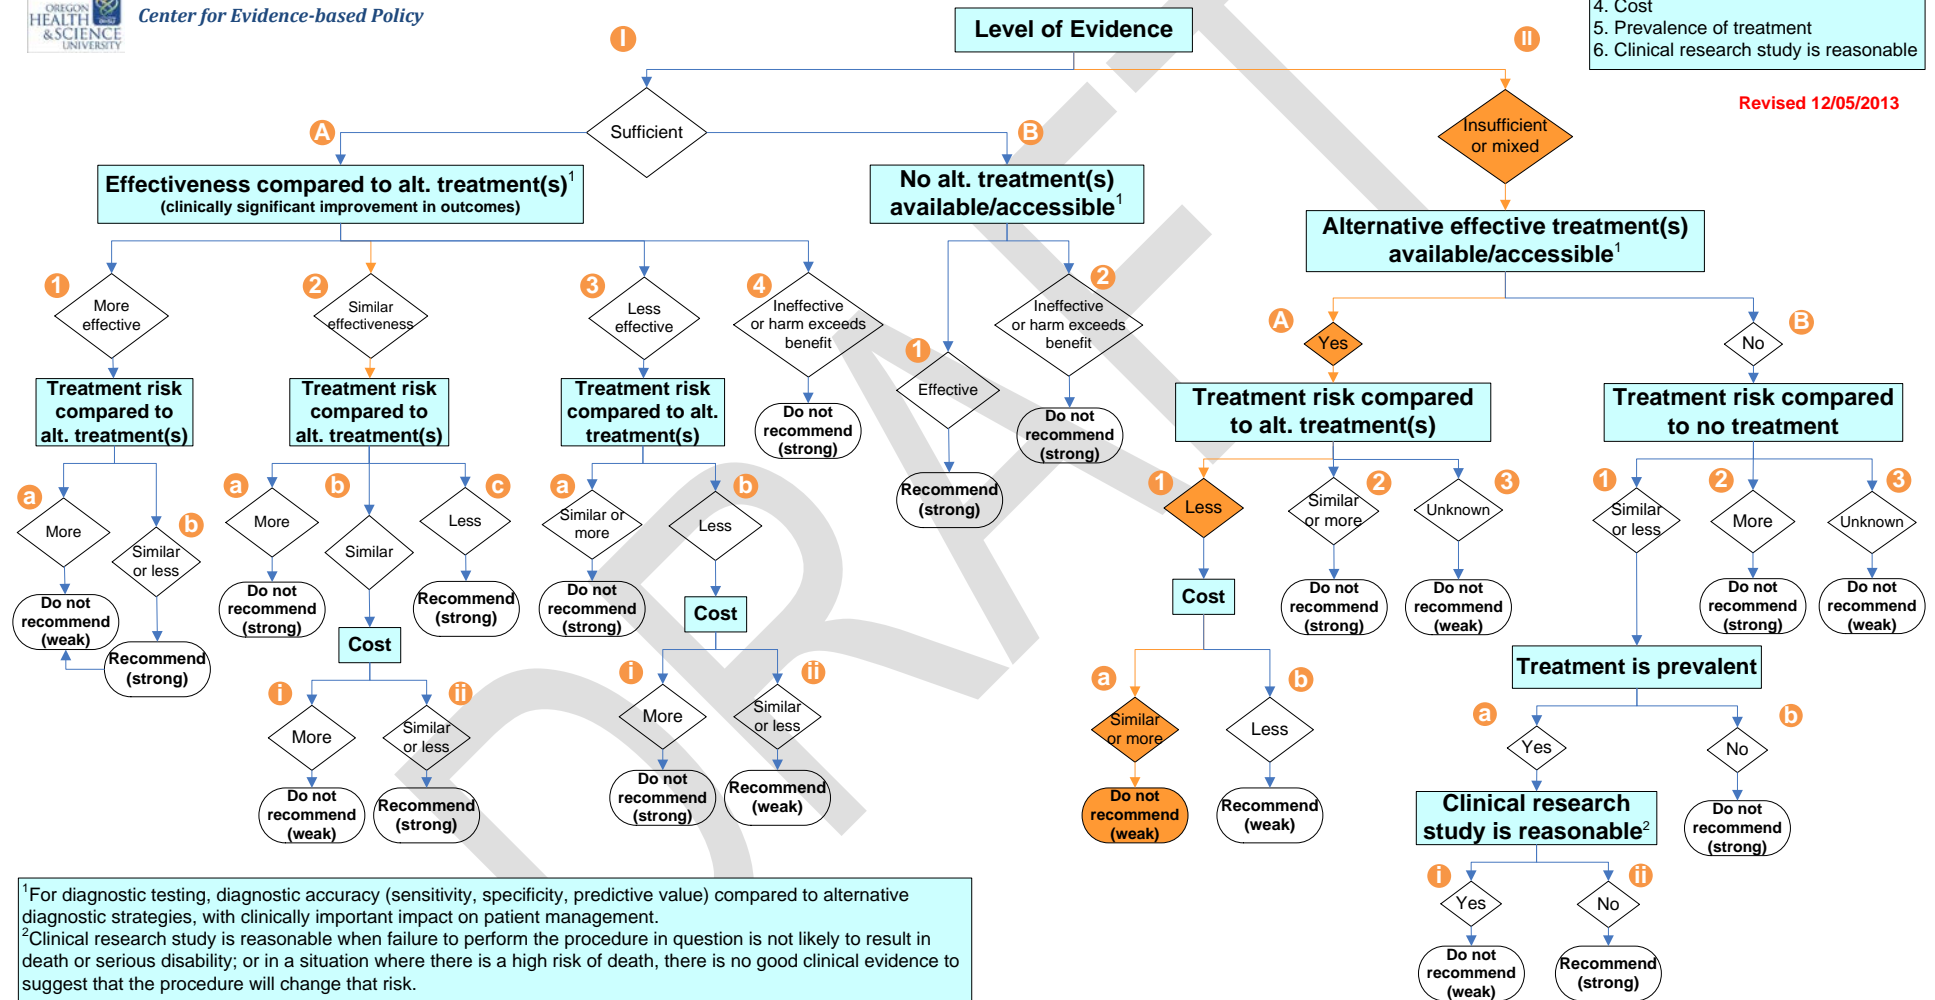 OREGON
HEALTH
&SCIENCE
UNIVERSITY
Center for Evidence-based Policy
4. Cost
5. Prevalence of treatment
6. Clinical research study is reasonable
Revised 12/05/2013
DRAFT
Level of Evidence
I
II
Sufficient
Insufficient
or mixed
A
B
Effectiveness compared to alt. treatment(s)1
(clinically significant improvement in outcomes)
No alt. treatment(s)
available/accessible1
Alternative effective treatment(s)
available/accessible1
1
More
effective
2
Similar
effectiveness
3
Less
effective
4
Ineffective
or harm exceeds
benefit
Do not
recommend
(strong)
1
Effective
Recommend
(strong)
2
Ineffective
or harm exceeds
benefit
Do not
recommend
(strong)
A
Yes
B
No
Treatment risk
compared to
alt. treatment(s)
Treatment risk
compared to
alt. treatment(s)
Treatment risk
compared to alt.
treatment(s)
Treatment risk compared
to alt. treatment(s)
Treatment risk compared
to no treatment
a
More
Do not
recommend
(weak)
b
Similar
or less
Recommend
(strong)
a
More
Do not
recommend
(strong)
b
Similar
c
Less
Recommend
(strong)
Cost
i
More
Do not
recommend
(weak)
ii
Similar
or less
Recommend
(strong)
a
Similar or
more
Do not
recommend
(strong)
b
Less
Cost
i
More
Do not
recommend
(strong)
ii
Similar
or less
Recommend
(weak)
1
Less
Cost
a
Similar
or more
Do not
recommend
(weak)
b
Less
Recommend
(weak)
2
Similar
or more
Do not
recommend
(strong)
3
Unknown
Do not
recommend
(weak)
1
Similar
or less
2
More
Do not
recommend
(strong)
3
Unknown
Do not
recommend
(weak)
Treatment is prevalent
a
Yes
b
No
Do not
recommend
(strong)
Clinical research
study is reasonable2
i
Yes
Do not
recommend
(weak)
ii
No
Recommend
(strong)
1For diagnostic testing, diagnostic accuracy (sensitivity, specificity, predictive value) compared to alternative
diagnostic strategies, with clinically important impact on patient management.
2Clinical research study is reasonable when failure to perform the procedure in question is not likely to result in
death or serious disability; or in a situation where there is a high risk of death, there is no good clinical evidence to
suggest that the procedure will change that risk.